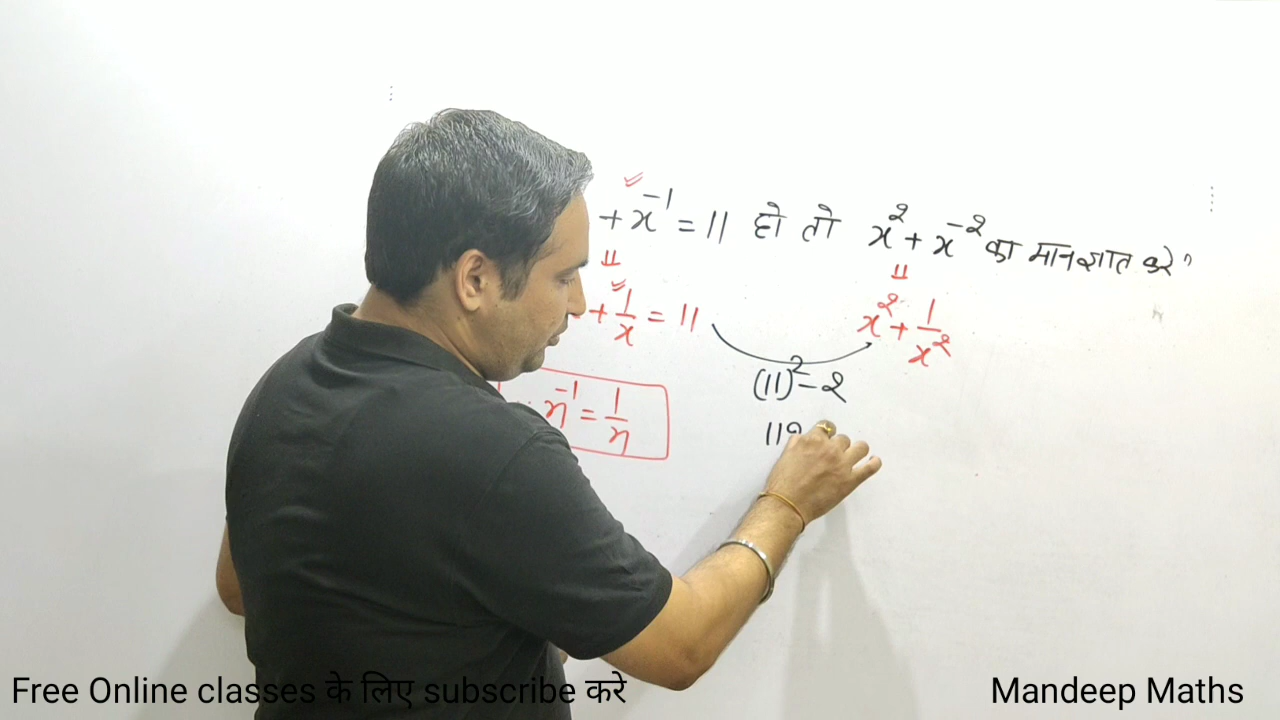 + x⁻¹ = 11 हो तो x² + x⁻² का मान ज्ञात करे ?
+ 1/x = 11
x² + 1/x²
(11)² - 2
x⁻¹ = 1/x
119
Free Online classes के लिए subscribe करे
Mandeep Maths